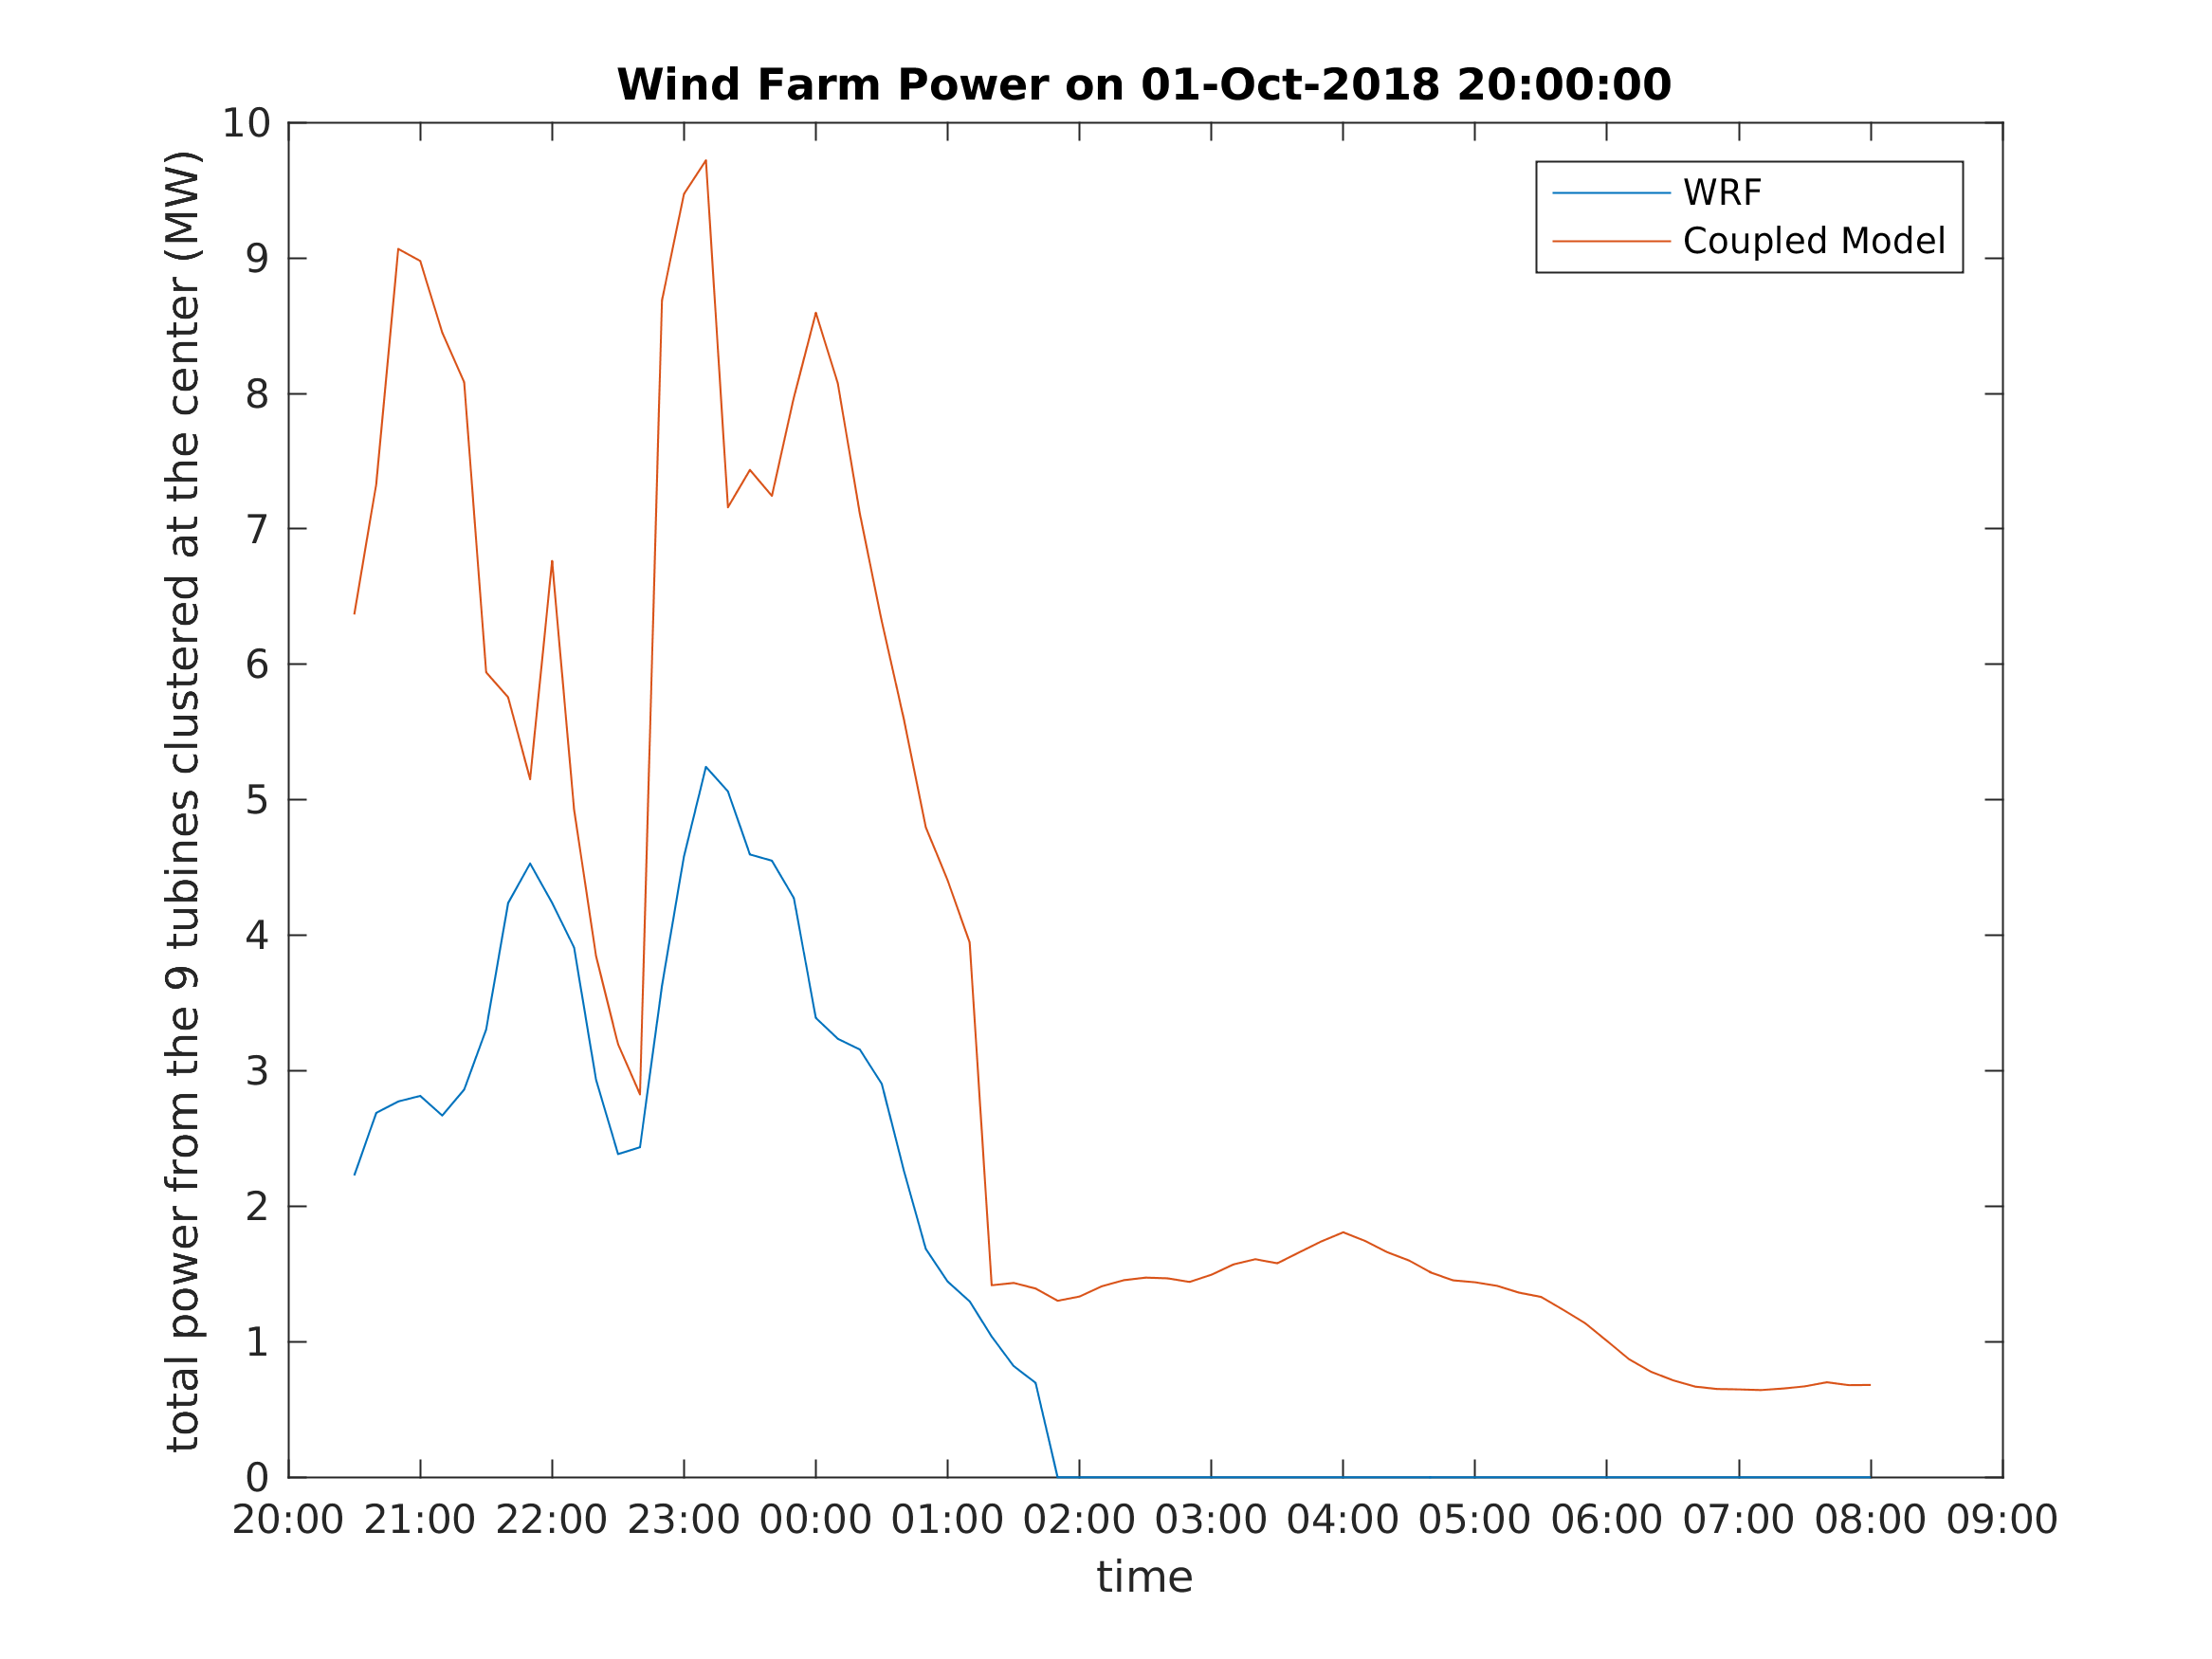 Wind Farm Power on 01-Oct-2018 20:00:00
total power from the 9 tubines clustered at the center (MW)
10
9
8
7
6
5
4
3
2
1
0
WRF
Coupled Model
20:00 21:00 22:00 23:00 00:00 01:00 02:00 03:00 04:00 05:00 06:00 07:00 08:00 09:00
time